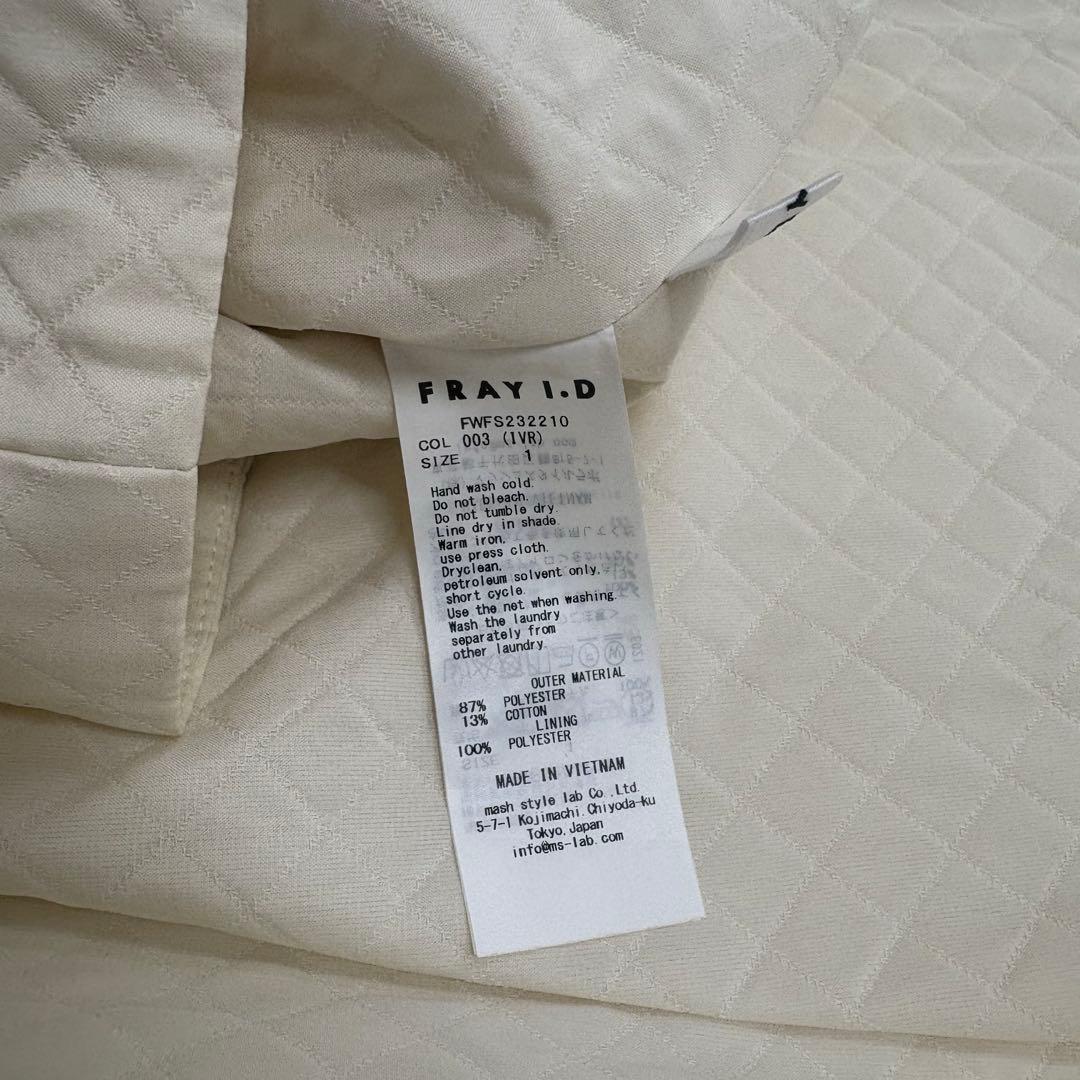 FRAY I.D
FWFS232210
COL 003 (IVR)
SIZE 1
Hand wash cold.
Do not bleach.
Do not tumble dry.
Line dry in shade.
Warm iron,
use press cloth.
Dryclean,
petroleum solvent only,
short cycle.
Use the net when washing.
Wash the laundry
separately from
other laundry.
OUTER MATERIAL
87% POLYESTER
13% COTTON
LINING
100% POLYESTER
MADE IN VIETNAM
mash style lab Co.,Ltd.
5-7-1 Kojimachi,Chiyoda-ku
Tokyo,Japan
info@ms-lab.com